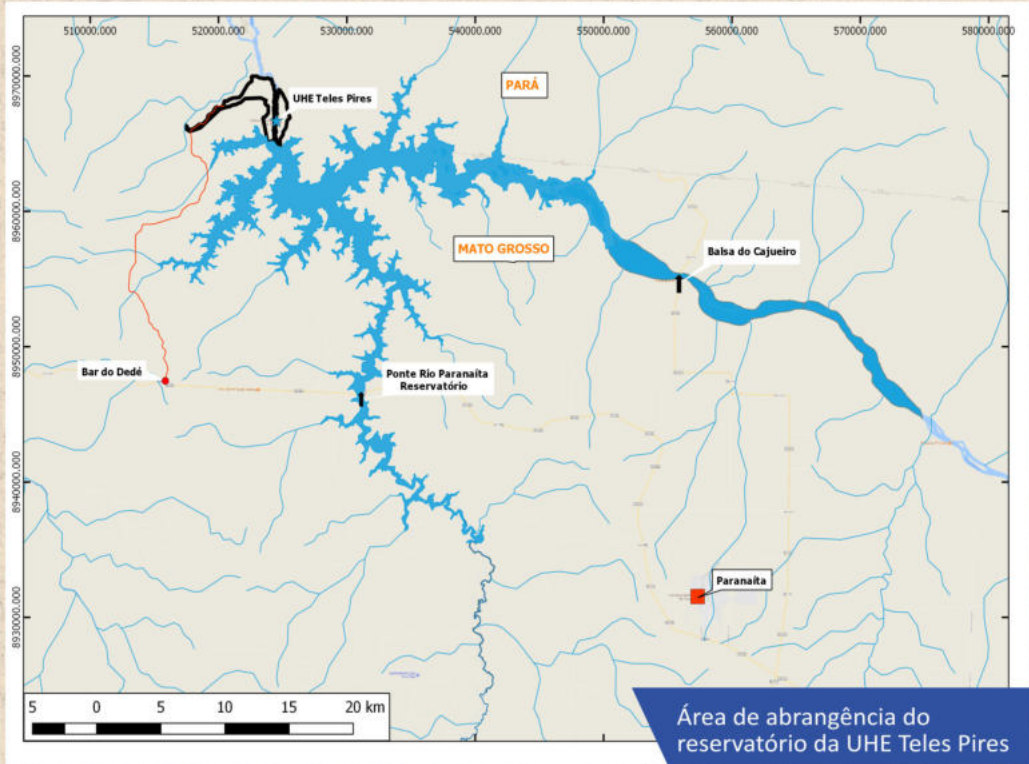 510000.000 520000.000 530000.000 540000.000 550000.000 560000.000 570000.000 580000.000
8970000.000
8960000.000
8950000.000
8940000.000
8930000.000
UHE Teles Pires
PARÁ
MATO GROSSO
Balsa do Cajueiro
Bar do Dedé
Ponte Rio Paranaíta
Reservatório
Paranaíta
5 0 5 10 15 20 km
Área de abrangência do
reservatório da UHE Teles Pires